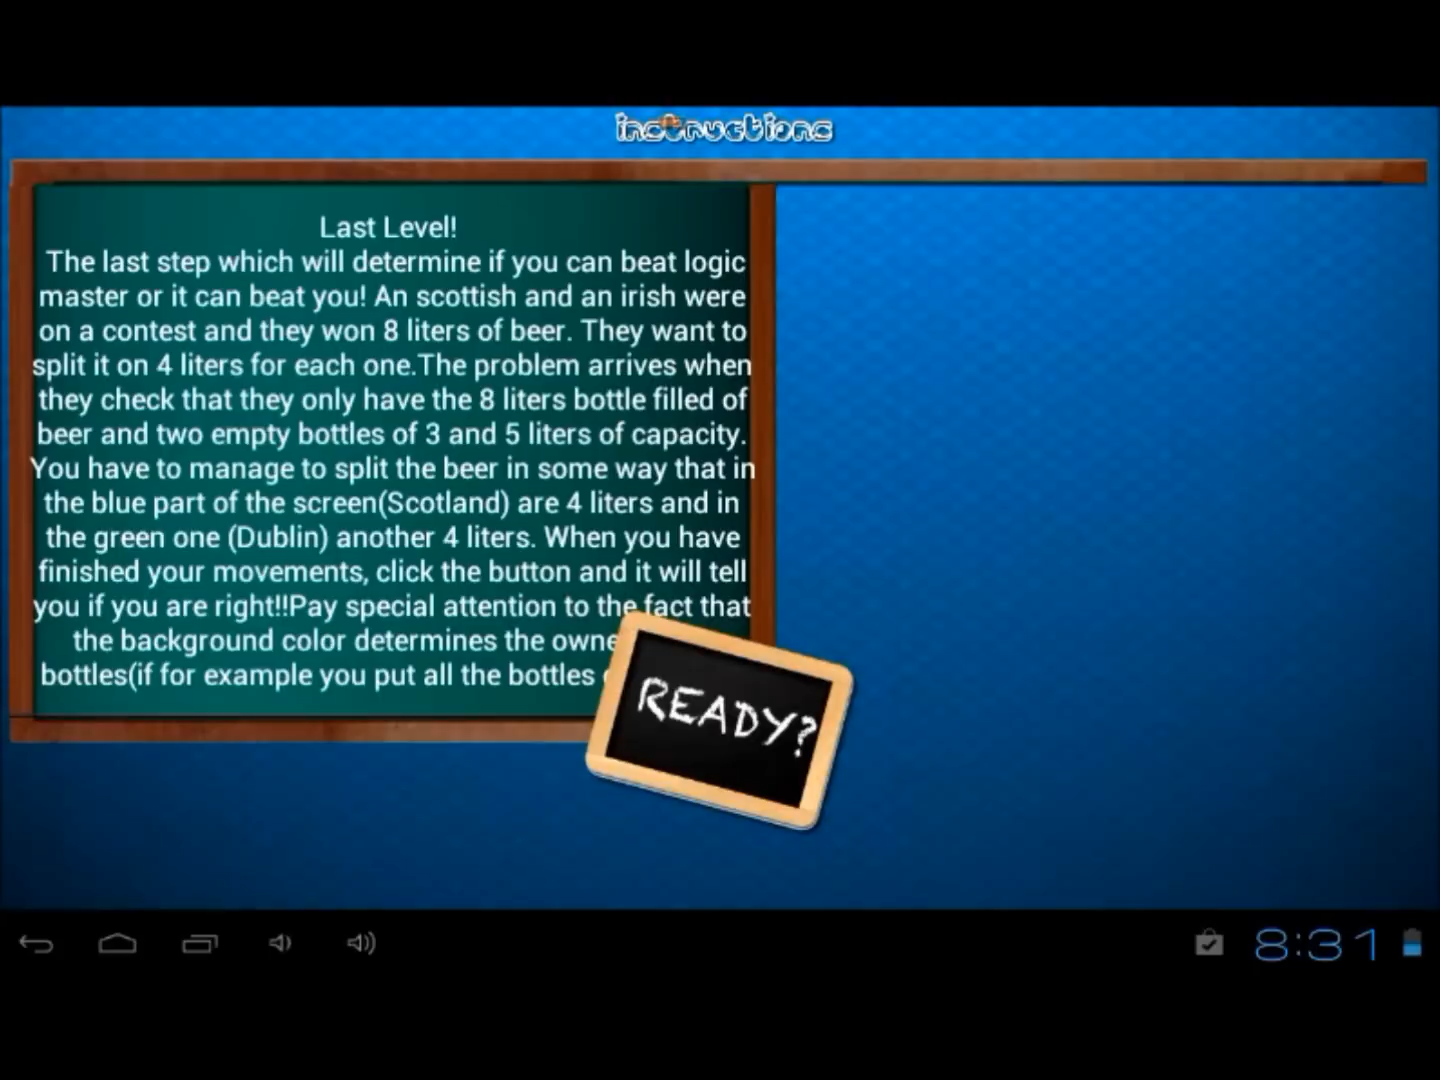 instructions
Last Level!
The last step which will determine if you can beat logic
master or it can beat you! An scottish and an irish were
on a contest and they won 8 liters of beer. They want to
split it on 4 liters for each one.The problem arrives when
they check that they only have the 8 liters bottle filled of
beer and two empty bottles of 3 and 5 liters of capacity.
You have to manage to split the beer in some way that in
the blue part of the screen(Scotland) are 4 liters and in
the green one (Dublin) another 4 liters. When you have
finished your movements, click the button and it will tell
you if you are right!!Pay special attention to the fact that
the background color determines the
bottles(if for example you put all the bottles
READY?
8:31